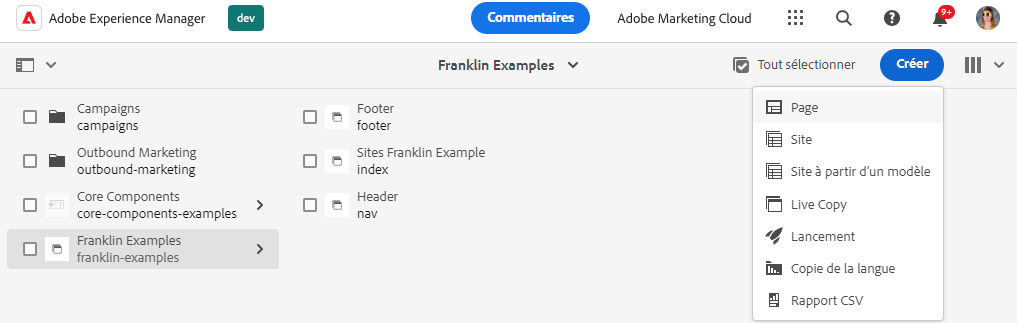 Adobe Experience Manager
dev
Commentaires
Adobe Marketing Cloud
9+
Franklin Examples
Tout sélectionner
Créer
Campaigns
campaigns
Outbound Marketing
outbound-marketing
Core Components
core-components-examples
Franklin Examples
franklin-examples
Footer
footer
Sites Franklin Example
index
Header
nav
Page
Site
Site à partir d’un modèle
Live Copy
Lancement
Copie de la langue
Rapport CSV